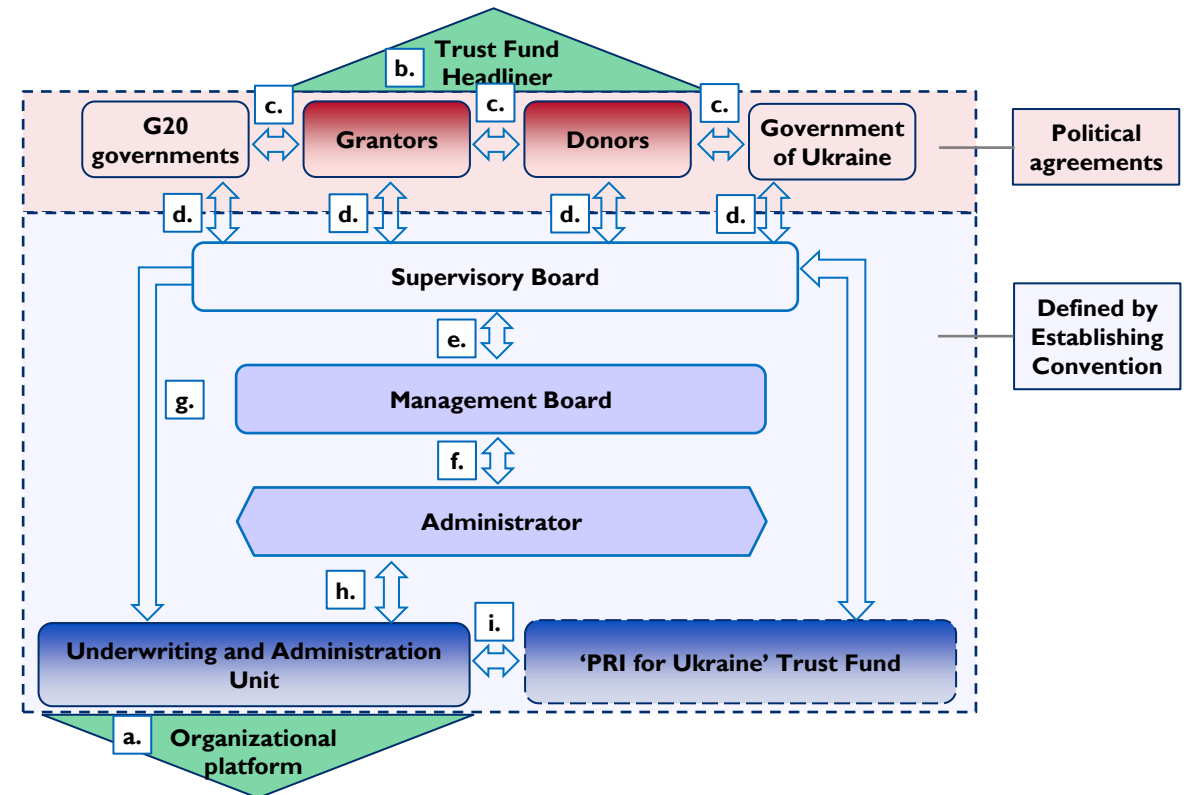 Trust Fund
b.
Headliner
c.
c.
c.
G20
governments
Grantors
Donors
Government
of Ukraine
Political
agreements
d.
d.
d.
d.
Supervisory Board
Defined by
Establishing
Convention
e.
g.
Management Board
f.
Administrator
h.
i.
Underwriting and Administration
Unit
‘PRI for Ukraine’ Trust Fund
a.
Organizational
platform